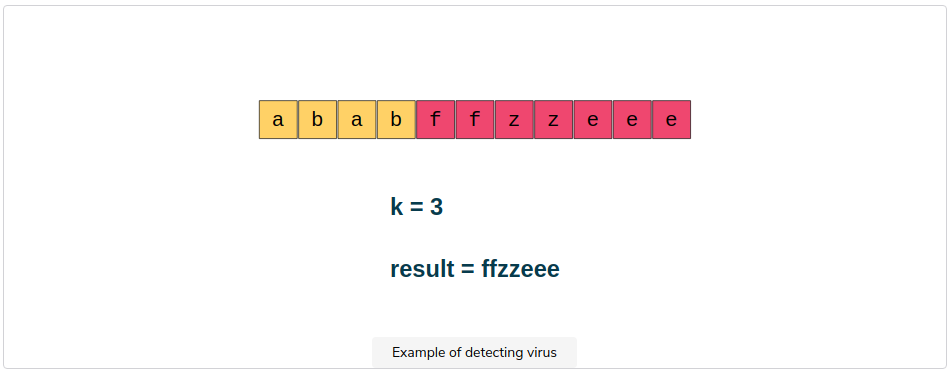 a b a b f f z z e e e
k = 3
result = ffzzeee
Example of detecting virus